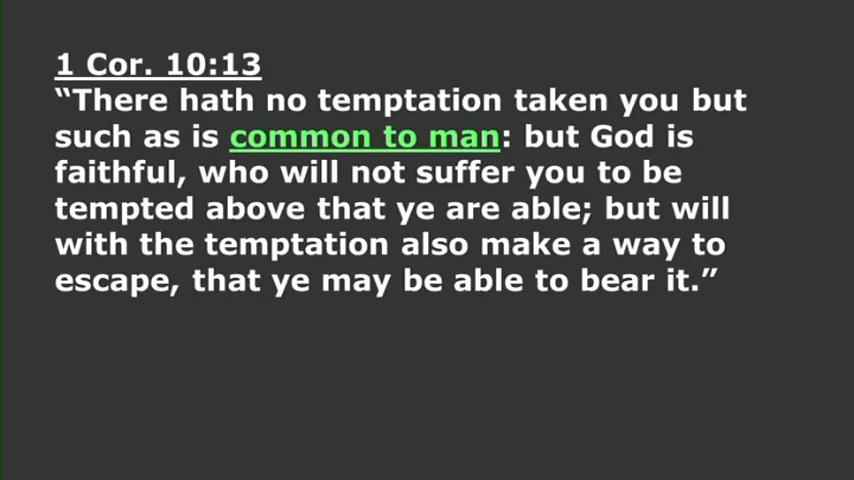 1 Cor. 10:13
“There hath no temptation taken you but
such as is common to man: but God is
faithful, who will not suffer you to be
tempted above that ye are able; but will
with the temptation also make a way to
escape, that ye may be able to bear it.”